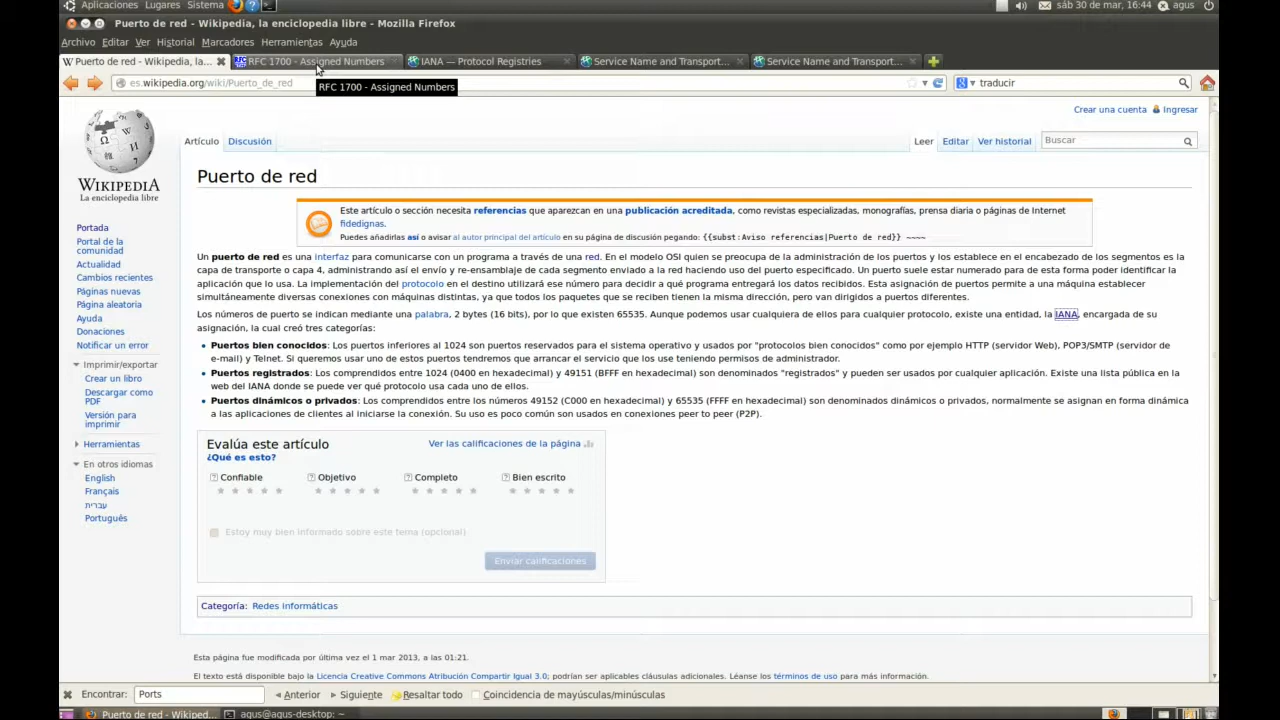 Aplicaciones Lugares Sistema sáb 30 de mar, 16:44 agus
Puerto de red - Wikipedia, la enciclopedia libre - Mozilla Firefox
Archivo Editar Ver Historial Marcadores Herramientas Ayuda
W Puerto de red - Wikipedia, la... RFC 1700 - Assigned Numbers IANA — Protocol Registries Service Name and Transport... Service Name and Transport...
es.wikipedia.org/wiki/Puerto_de_red traducir
RFC 1700 - Assigned Numbers
Crear una cuenta Ingresar
Artículo Discusión Leer Editar Ver historial Buscar
WIKIPEDIA
La enciclopedia libre
Portada
Portal de la
comunidad
Actualidad
Cambios recientes
Páginas nuevas
Página aleatoria
Ayuda
Donaciones
Notificar un error
Imprimir/exportar
Crear un libro
Descargar como
PDF
Versión para
imprimir
Herramientas
En otros idiomas
English
Français
עברית
Português
Puerto de red
Este artículo o sección necesita referencias que aparezcan en una publicación acreditada, como revistas especializadas, monografías, prensa diaria o páginas de Internet
fidedignas.
Puedes añadirlas así o avisar al autor principal del artículo en su página de discusión pegando: {{subst:Aviso referencias|Puerto de red}} ~~~~
Un puerto de red es una interfaz para comunicarse con un programa a través de una red. En el modelo OSI quien se preocupa de la administración de los puertos y los establece en el encabezado de los segmentos es la
capa de transporte o capa 4, administrando así el envío y re-ensamblaje de cada segmento enviado a la red haciendo uso del puerto especificado. Un puerto suele estar numerado para de esta forma poder identificar la
aplicación que lo usa. La implementación del protocolo en el destino utilizará ese número para decidir a qué programa entregará los datos recibidos. Esta asignación de puertos permite a una máquina establecer
simultáneamente diversas conexiones con máquinas distintas, ya que todos los paquetes que se reciben tienen la misma dirección, pero van dirigidos a puertos diferentes.
Los números de puerto se indican mediante una palabra, 2 bytes (16 bits), por lo que existen 65535. Aunque podemos usar cualquiera de ellos para cualquier protocolo, existe una entidad, la IANA, encargada de su
asignación, la cual creó tres categorías:
Puertos bien conocidos: Los puertos inferiores al 1024 son puertos reservados para el sistema operativo y usados por "protocolos bien conocidos" como por ejemplo HTTP (servidor Web), POP3/SMTP (servidor de
e-mail) y Telnet. Si queremos usar uno de estos puertos tendremos que arrancar el servicio que los use teniendo permisos de administrador.
Puertos registrados: Los comprendidos entre 1024 (0400 en hexadecimal) y 49151 (BFFF en hexadecimal) son denominados "registrados" y pueden ser usados por cualquier aplicación. Existe una lista pública en la
web del IANA donde se puede ver qué protocolo usa cada uno de ellos.
Puertos dinámicos o privados: Los comprendidos entre los números 49152 (C000 en hexadecimal) y 65535 (FFFF en hexadecimal) son denominados dinámicos o privados, normalmente se asignan en forma dinámica
a las aplicaciones de clientes al iniciarse la conexión. Su uso es poco común son usados en conexiones peer to peer (P2P).
Evalúa este artículo Ver las calificaciones de la página
¿Qué es esto?
Confiable Objetivo Completo Bien escrito
Estoy muy bien informado sobre este tema (opcional)
Enviar calificaciones
Categoría: Redes informáticas
Esta página fue modificada por última vez el 1 mar 2013, a las 01:21.
El texto está disponible bajo la Licencia Creative Commons Atribución Compartir Igual 3.0; podrían ser aplicables cláusulas adicionales. Léanse los términos de uso para más información.
Encontrar: Ports Anterior Siguiente Resaltar todo Coincidencia de mayúsculas/minúsculas
Puerto de red - Wikiped... agus@agus-desktop: ~